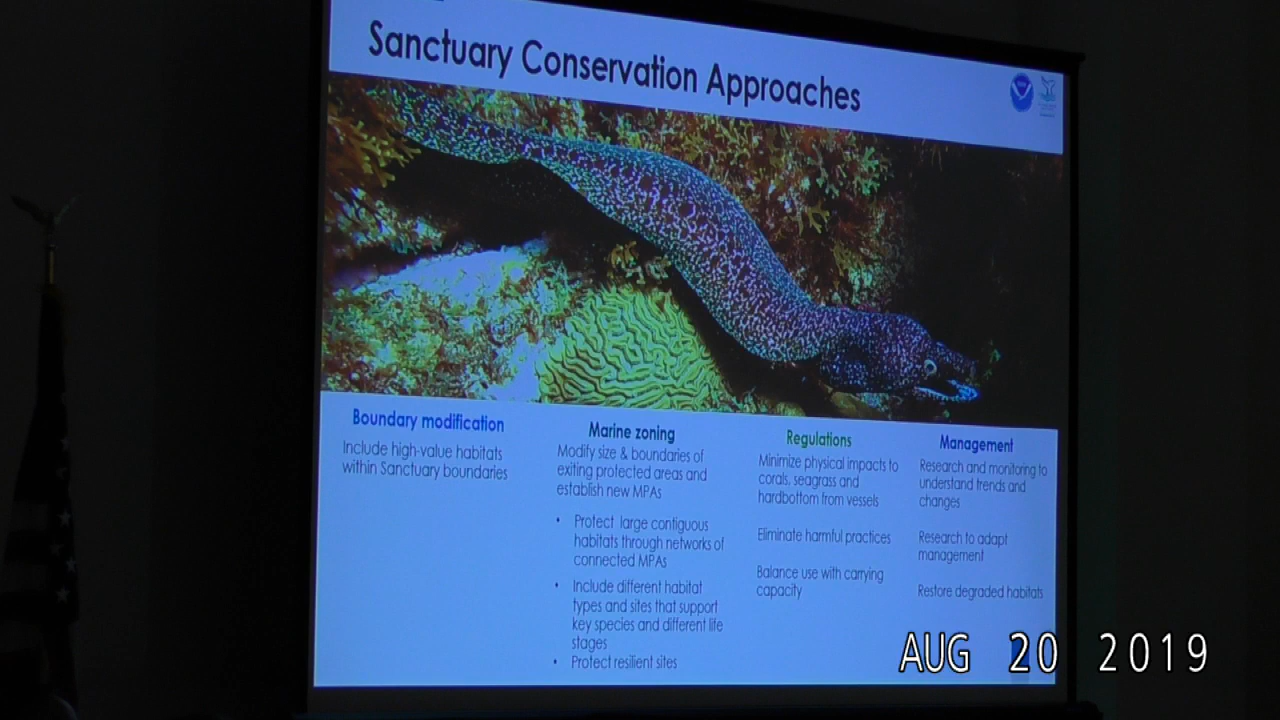 Sanctuary Conservation Approaches
Boundary modification
Include high-value habitats
within Sanctuary boundaries
Marine zoning
Modify size & boundaries of
exiting protected areas and
establish new MPAs
• Protect large contiguous
habitats through networks of
connected MPAs
• Include different habitat
types and sites that support
key species and different life
stages
• Protect resilient sites
Regulations
Minimize physical impacts to
corals, seagrass and
hardbottom from vessels
Eliminate harmful practices
Balance use with carrying
capacity
Management
Research and monitoring to
understand trends and
changes
Research to adapt
management
Restore degraded habitats
AUG 20 2019